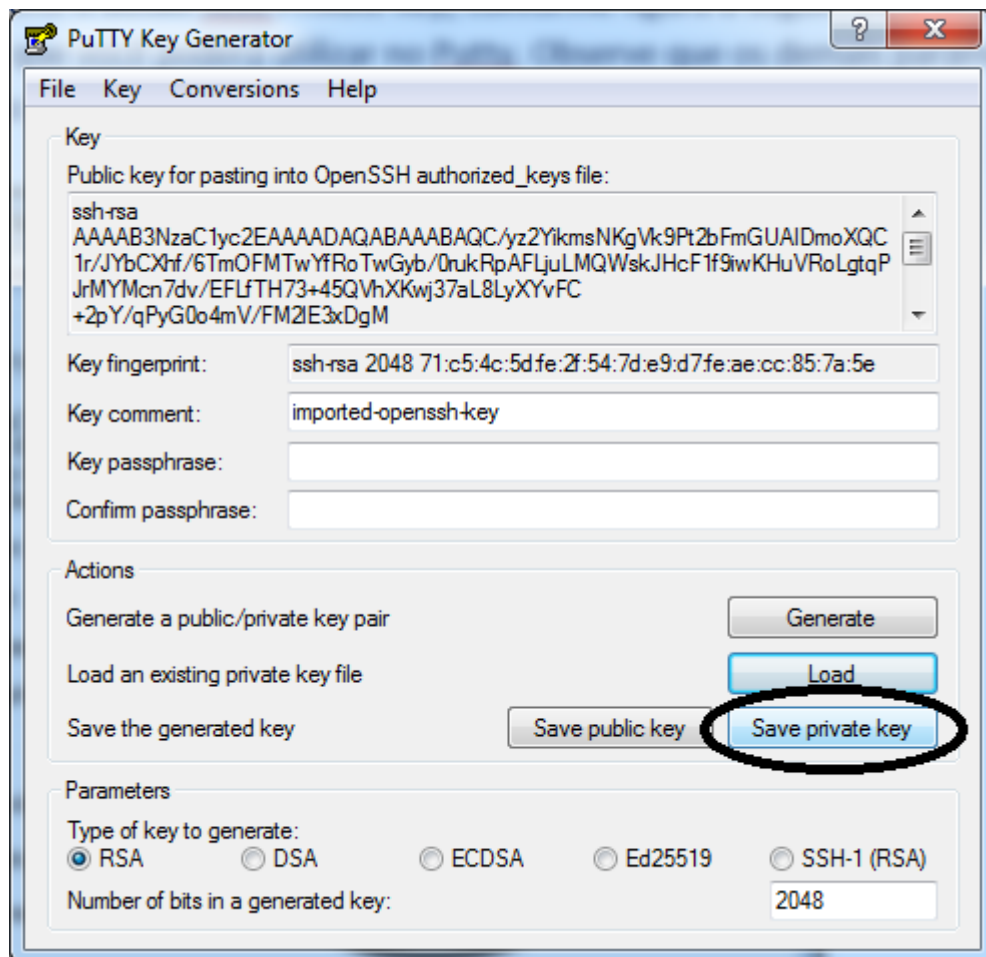 PuTTY Key Generator
File Key Conversions Help
Key
Public key for pasting into OpenSSH authorized_keys file:
ssh-rsa
AAAAB3NzaC1yc2EAAAADAQABAAABAQC/yz2YikmsNKgVk9Pt2bFmGUAIDmoXQC
1r/JYbCXhf/6TmOFMTwYfRoTwGyb/0rukRpAFLjuLMQWskJHcF1f9iwKHuVRoLgtqP
JrMYMcn7dv/EFLfTH73+45QVhXKwj37aL8LyXYvFC
+2pY/qPyG0o4mV/FM2lE3xDgM
Key fingerprint: ssh-rsa 2048 71:c5:4c:5d:fe:2f:54:7d:e9:d7:fe:ae:cc:85:7a:5e
Key comment: imported-openssh-key
Key passphrase:
Confirm passphrase:
Actions
Generate a public/private key pair Generate
Load an existing private key file Load
Save the generated key Save public key Save private key
Parameters
Type of key to generate:
RSA DSA ECDSA Ed25519 SSH-1 (RSA)
Number of bits in a generated key: 2048